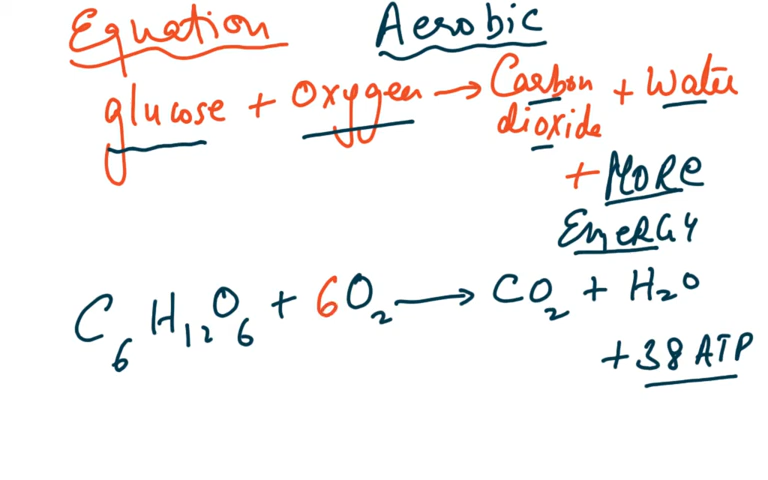 Equation Aerobic
glucose + Oxygen → Carbon dioxide + Water
+ MORE
EnerGY
C₆H₁₂O₆ + 6O₂ → CO₂ + H₂O
+ 38 ATP